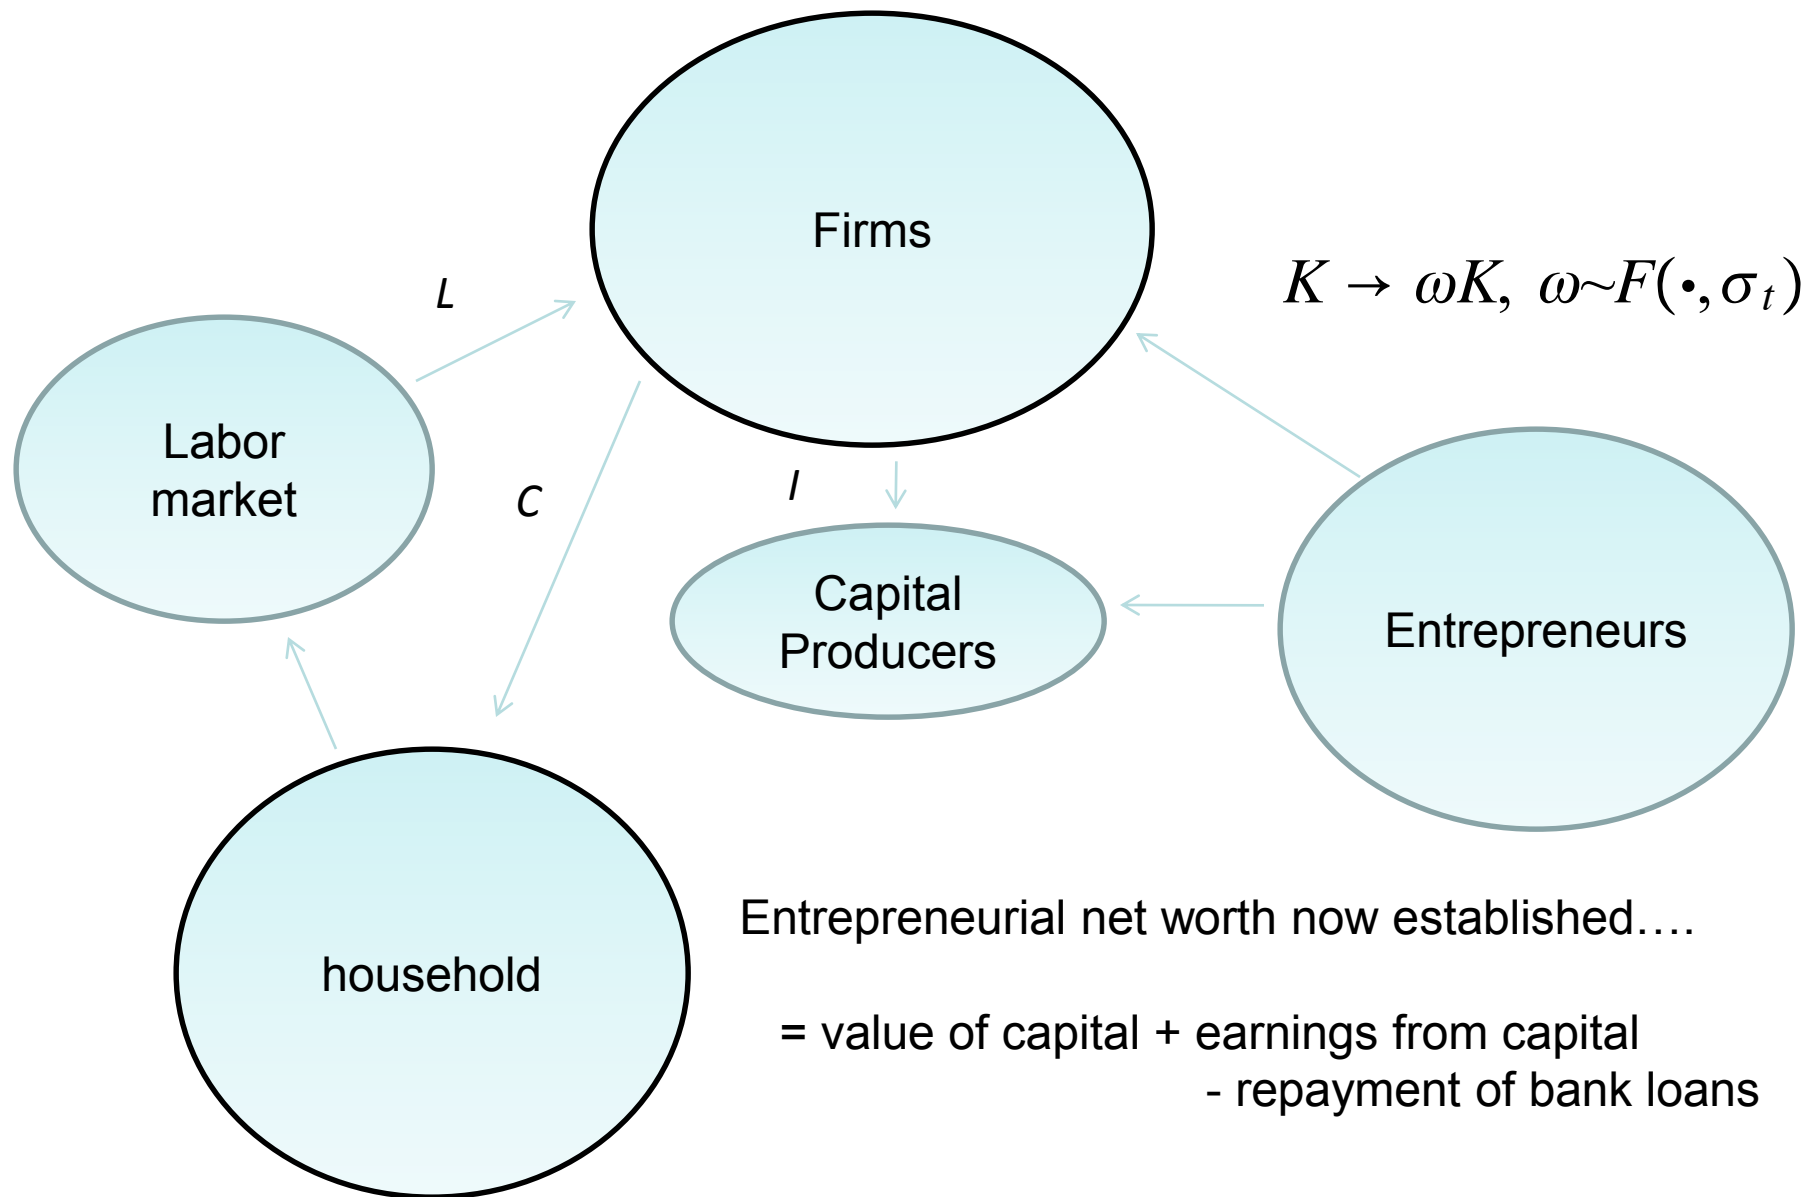 Firms
K → ωK, ω~F(•,σₜ)
L
Labor
market
C
I
Capital
Producers
Entrepreneurs
household
Entrepreneurial net worth now established….
= value of capital + earnings from capital
- repayment of bank loans